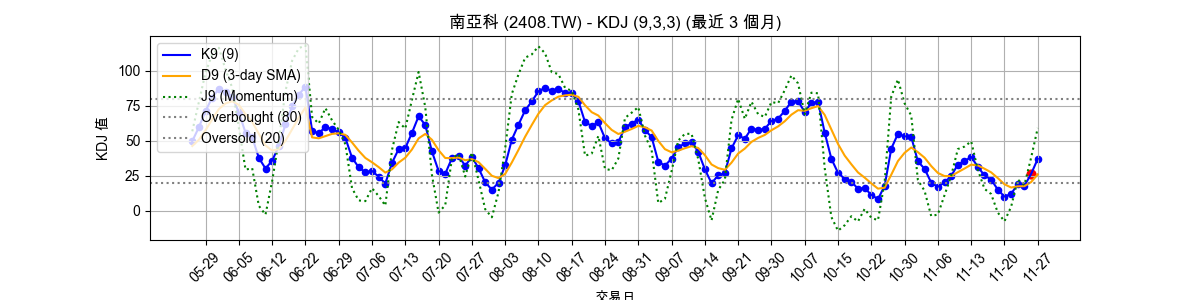 南亞科 (2408.TW) - KDJ (9,3,3) (最近 3 個月)
KDJ 值
100
75
50
25
0
K9 (9)
D9 (3-day SMA)
J9 (Momentum)
Overbought (80)
Oversold (20)
05-29 06-05 06-12 06-22 06-29 07-06 07-13 07-20 07-27 08-03 08-10 08-17 08-24 08-31 09-07 09-14 09-21 09-30 10-07 10-15 10-22 10-30 11-06 11-13 11-20 11-27
交易日